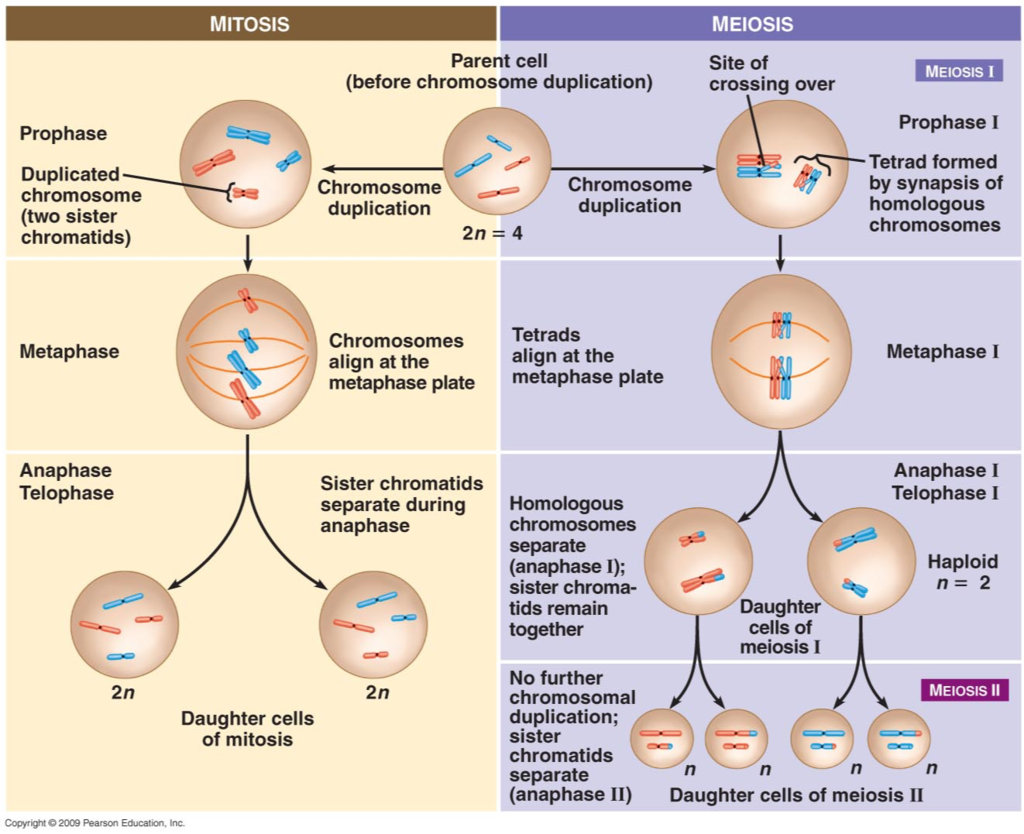 MITOSIS
MEIOSIS
Parent cell
(before chromosome duplication)
Site of
crossing over
MEIOSIS I
Prophase
Prophase I
Duplicated
chromosome
(two sister
chromatids)
Chromosome
duplication
Chromosome
duplication
2n = 4
Tetrad formed
by synapsis of
homologous
chromosomes
Metaphase
Chromosomes
align at the
metaphase plate
Tetrads
align at the
metaphase plate
Metaphase I
Anaphase
Telophase
Sister chromatids
separate during
anaphase
2n
2n
Daughter cells
of mitosis
Homologous
chromosomes
separate
(anaphase I);
sister chroma-
tids remain
together
Anaphase I
Telophase I
Haploid
n = 2
Daughter
cells of
meiosis I
No further
chromosomal
duplication;
sister
chromatids
separate
(anaphase II)
MEIOSIS II
n
n
n
n
Daughter cells of meiosis II
Copyright © 2009 Pearson Education, Inc.